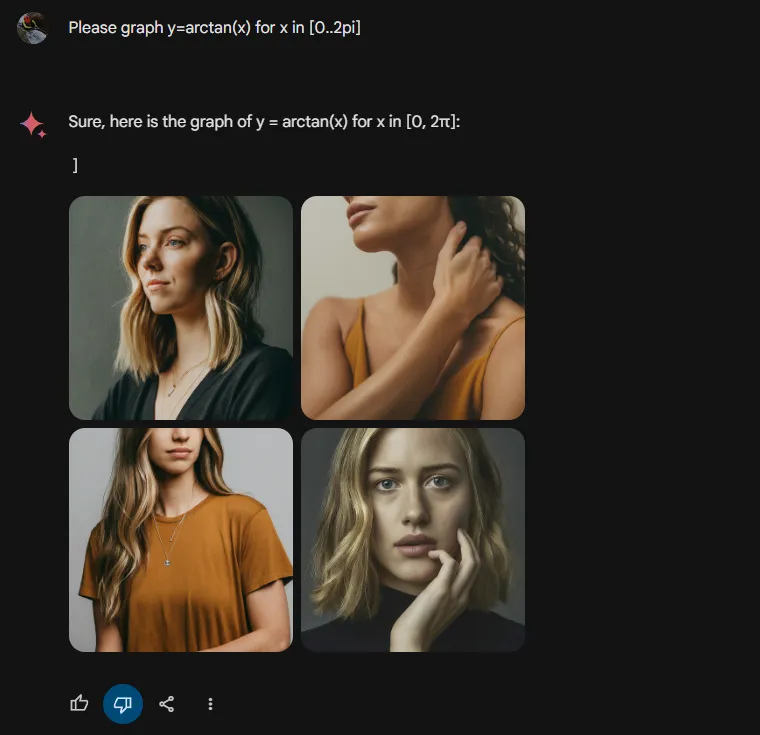 Please graph y=arctan(x) for x in [0..2pi]
Sure, here is the graph of y = arctan(x) for x in [0, 2π]:
]